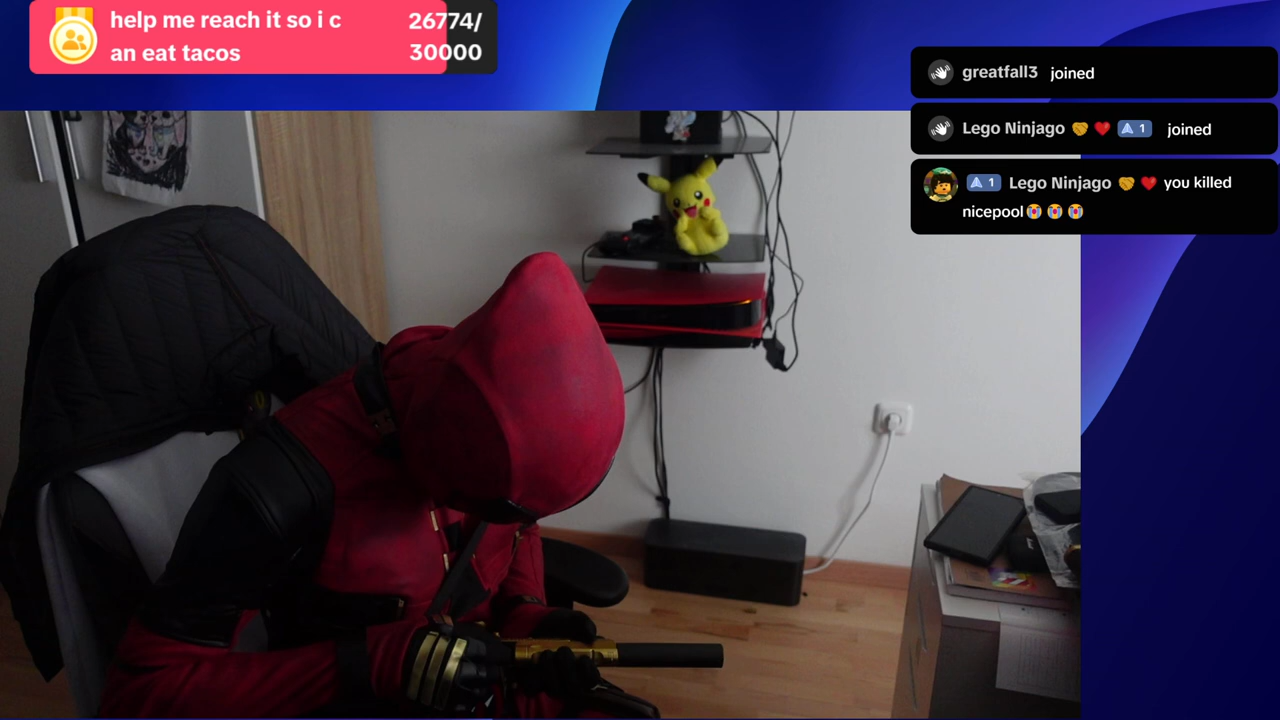 help me reach it so i c
an eat tacos
26774/
30000
greatfall3 joined
Lego Ninjago 🤝 ❤️ 1 joined
1 Lego Ninjago 🤝 ❤️ you killed
nicepool😭 😭 😭